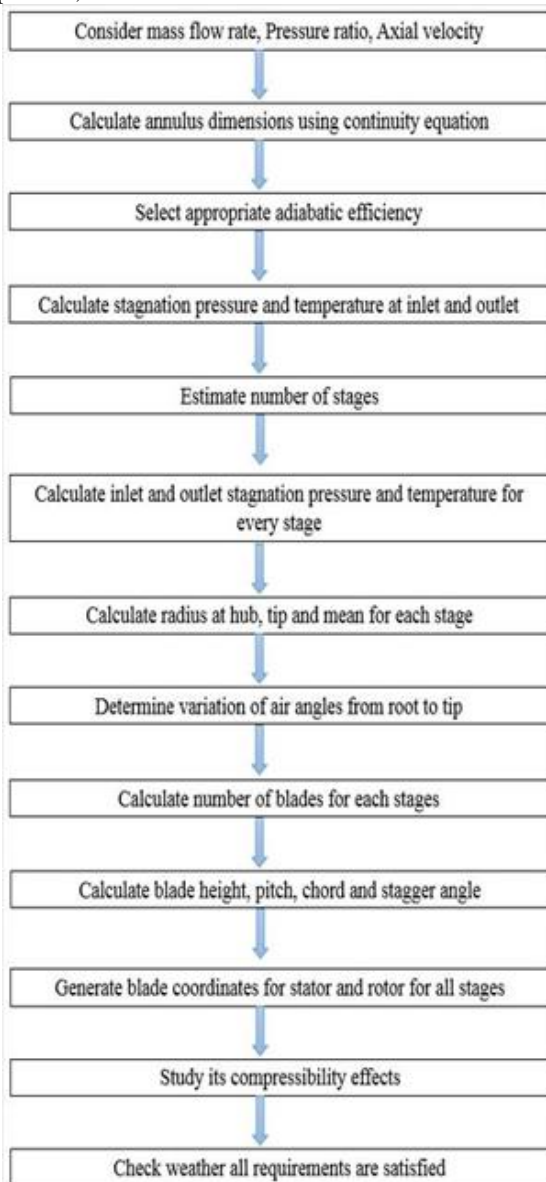 Consider mass flow rate, Pressure ratio, Axial velocity
Calculate annulus dimensions using continuity equation
Select appropriate adiabatic efficiency
Calculate stagnation pressure and temperature at inlet and outlet
Estimate number of stages
Calculate inlet and outlet stagnation pressure and temperature for
every stage
Calculate radius at hub, tip and mean for each stage
Determine variation of air angles from root to tip
Calculate number of blades for each stages
Calculate blade height, pitch, chord and stagger angle
Generate blade coordinates for stator and rotor for all stages
Study its compressibility effects
Check weather all requirements are satisfied